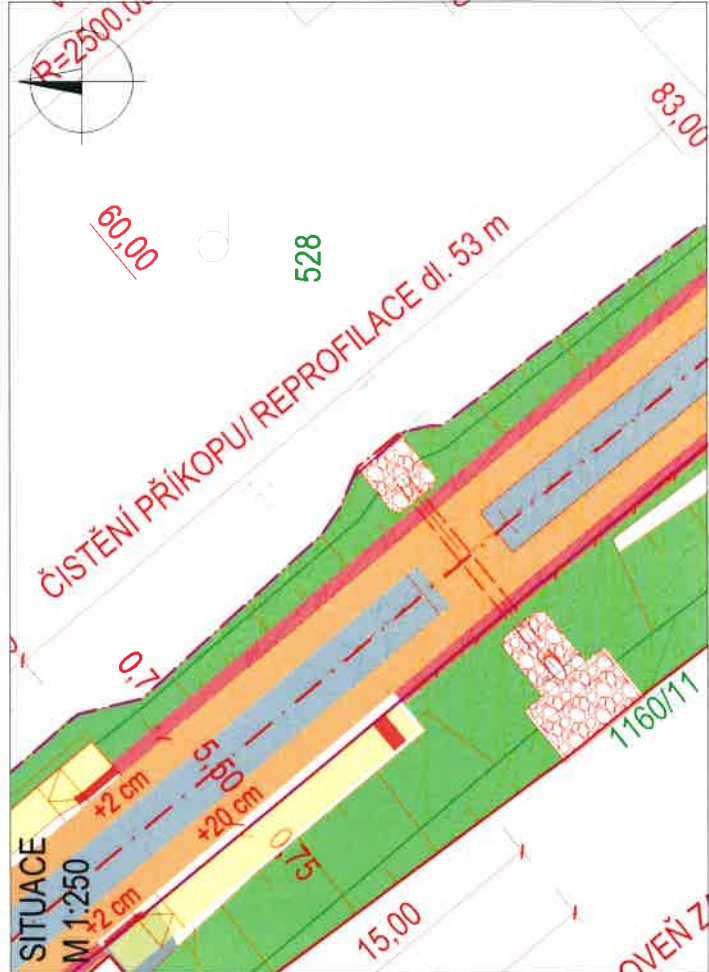 R=2500.00
83,00
60,00
528
ČISTĚNÍ PŘÍKOPU/ REPROFILACE dl. 53 m
0,7
5,50
+2 cm
+20 cm
0,75
+2 cm
1160/11
15,00
SITUACE
M 1:250